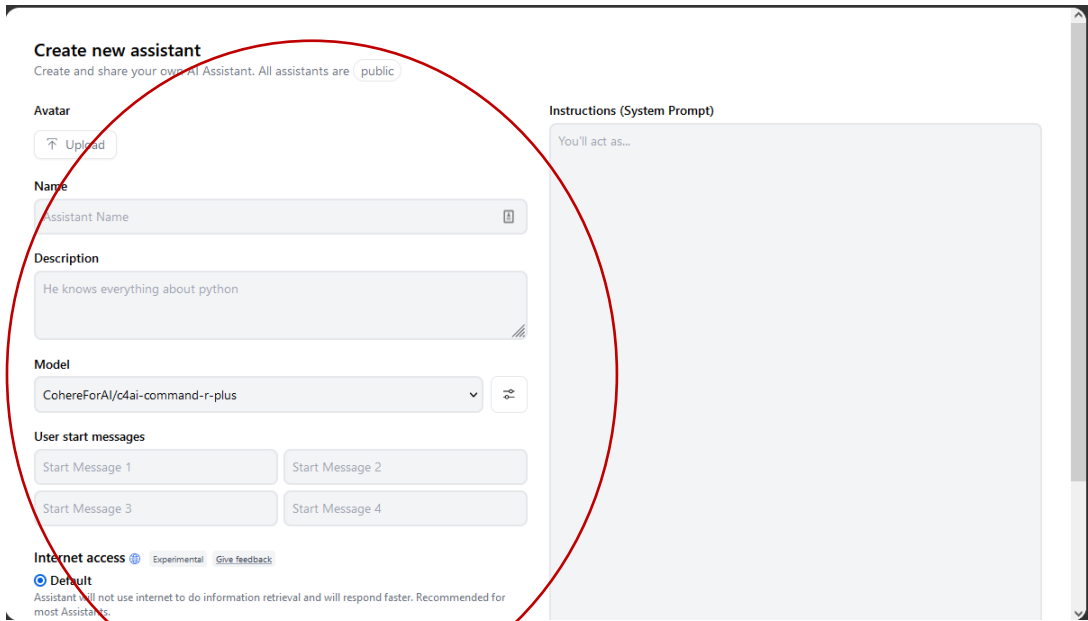 Create new assistant
Create and share your own AI Assistant. All assistants are public
Avatar
Upload
Name
Assistant Name
Description
He knows everything about python
Model
CohereForAI/c4ai-command-r-plus
User start messages
Start Message 1 Start Message 2
Start Message 3 Start Message 4
Internet access Experimental Give feedback
Default
Assistant will not use internet to do information retrieval and will respond faster. Recommended for
most Assistants.
Instructions (System Prompt)
You'll act as...